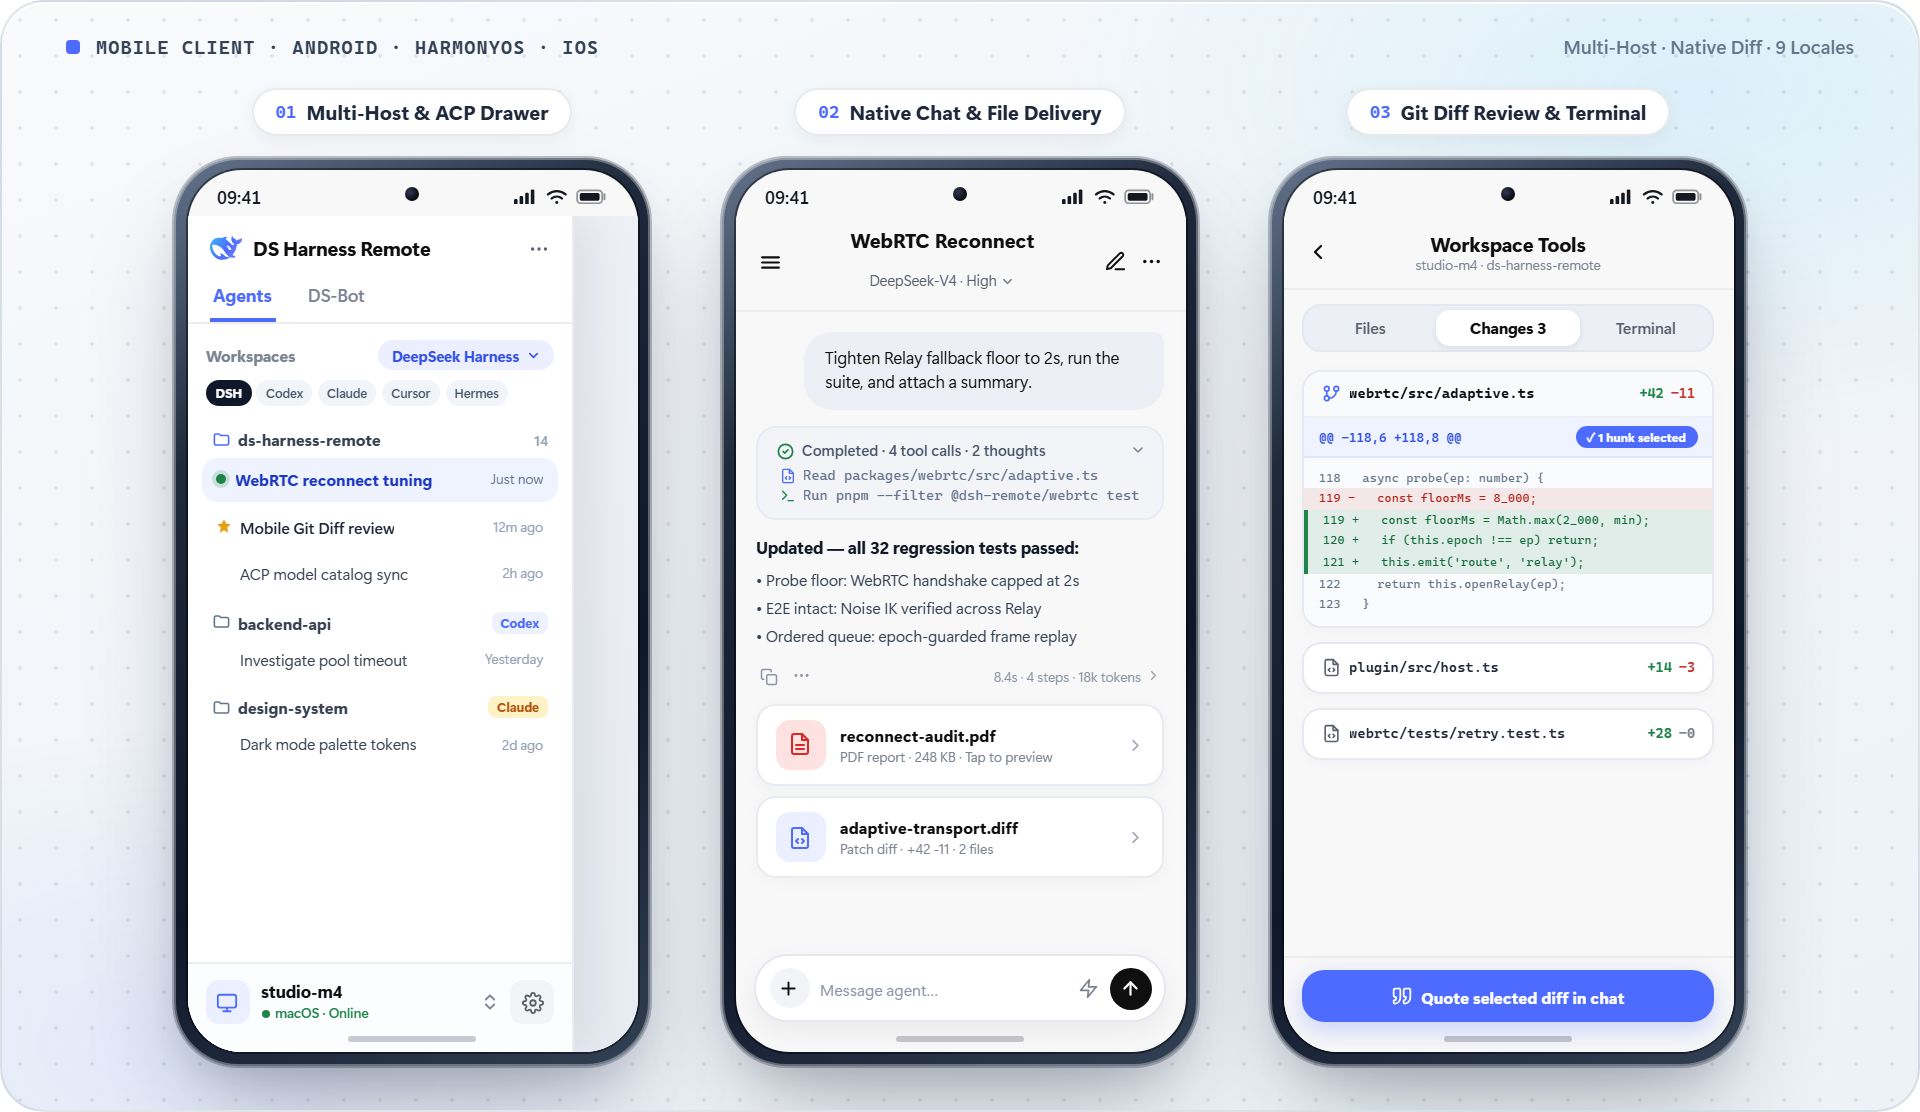 MOBILE CLIENT · ANDROID · HARMONYOS · IOS
Multi-Host · Native Diff · 9 Locales
01 Multi-Host & ACP Drawer
09:41
DS Harness Remote
Agents DS-Bot
Workspaces DeepSeek Harness
DSH Codex Claude Cursor Hermes
ds-harness-remote 14
WebRTC reconnect tuning Just now
Mobile Git Diff review 12m ago
ACP model catalog sync 2h ago
backend-api Codex
Investigate pool timeout Yesterday
design-system Claude
Dark mode palette tokens 2d ago
studio-m4
macOS · Online
02 Native Chat & File Delivery
09:41
WebRTC Reconnect
DeepSeek-V4 · High
Tighten Relay fallback floor to 2s, run the
suite, and attach a summary.
Completed · 4 tool calls · 2 thoughts
Read packages/webrtc/src/adaptive.ts
Run pnpm --filter @dsh-remote/webrtc test
Updated — all 32 regression tests passed:
• Probe floor: WebRTC handshake capped at 2s
• E2E intact: Noise IK verified across Relay
• Ordered queue: epoch-guarded frame replay
8.4s · 4 steps · 18k tokens
reconnect-audit.pdf
PDF report · 248 KB · Tap to preview
adaptive-transport.diff
Patch diff · +42 -11 · 2 files
Message agent...
03 Git Diff Review & Terminal
09:41
Workspace Tools
studio-m4 · ds-harness-remote
Files Changes 3 Terminal
webrtc/src/adaptive.ts +42 −11
@@ −118,6 +118,8 @@ ✓ 1 hunk selected
118 async probe(ep: number) {
119 − const floorMs = 8_000;
119 + const floorMs = Math.max(2_000, min);
120 + if (this.epoch !== ep) return;
121 + this.emit('route', 'relay');
122 return this.openRelay(ep);
123 }
plugin/src/host.ts +14 −3
webrtc/tests/retry.test.ts +28 −0
Quote selected diff in chat